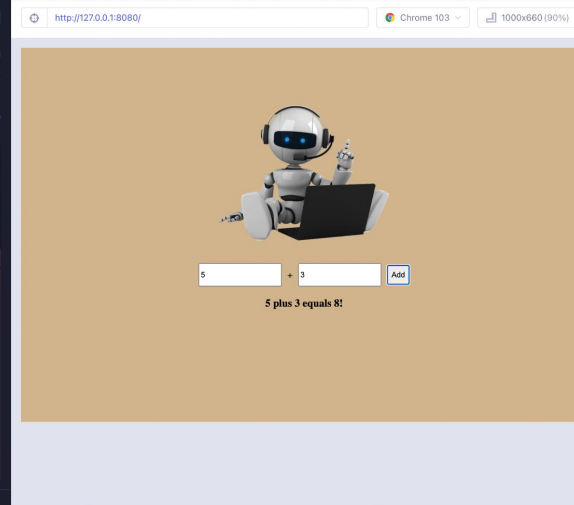 http://127.0.0.1:8080/
Chrome 103
1000x660 (90%)
5 + 3 Add
5 plus 3 equals 8!